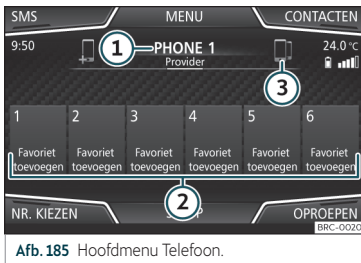 SMS MENU CONTACTEN
9:50 1 PHONE 1 24.0 °C
Provider
3
1 2 3 4 5 6
Favoriet Favoriet Favoriet Favoriet Favoriet Favoriet
toevoegen toevoegen toevoegen toevoegen toevoegen toevoegen
2
NR. KIEZEN OPROEPEN
BRC-0020
Afb. 185 Hoofdmenu Telefoon.